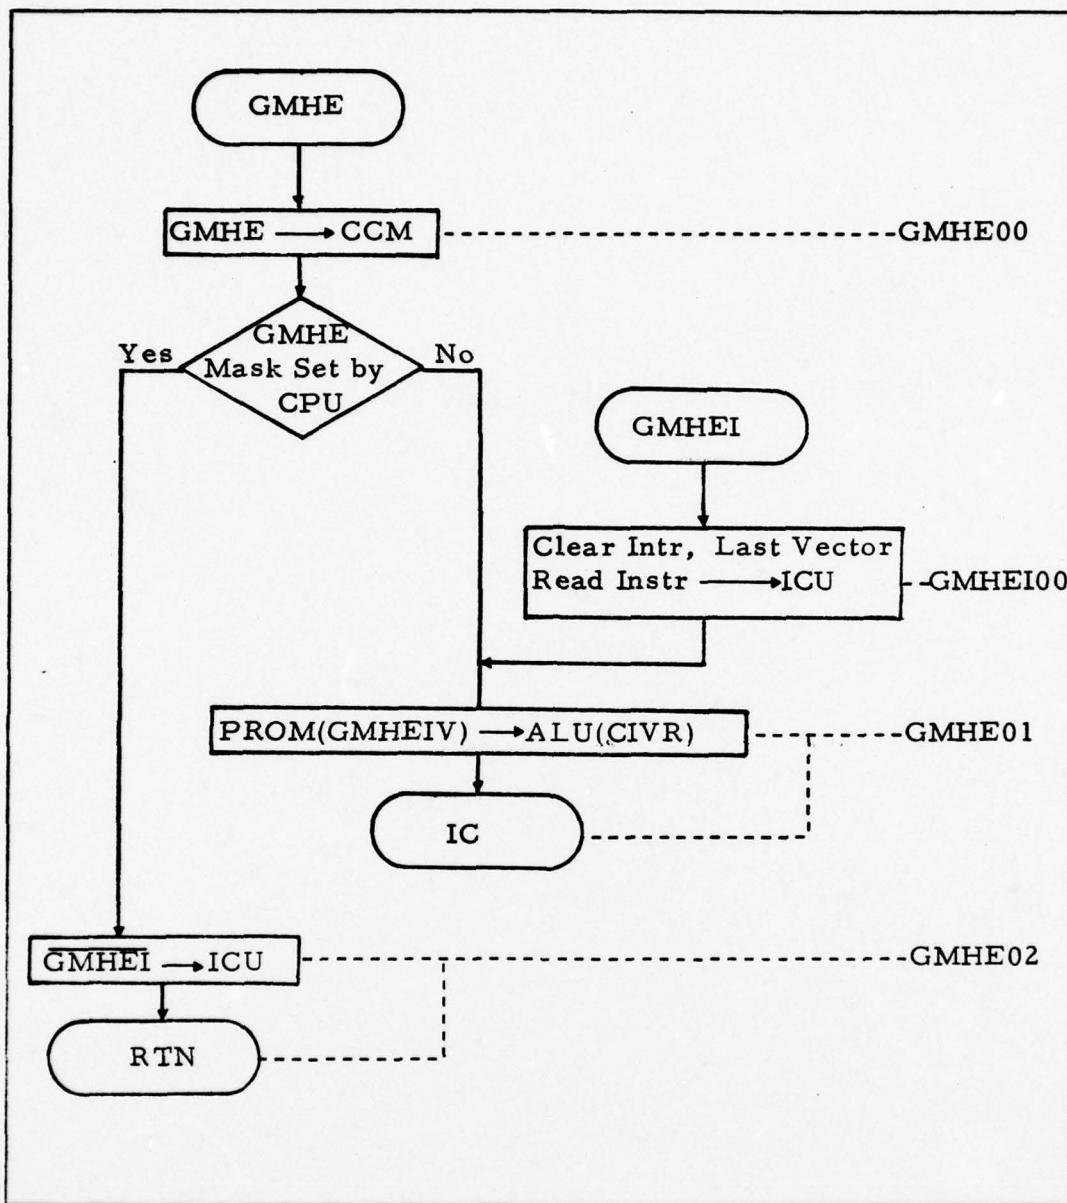 GMHE
GMHE → CCM
GMHE00
GMHE
Mask Set by
CPU
Yes
No
GMHEI
Clear Intr, Last Vector
Read Instr → ICU
GMHEI00
PROM(GMHEIV) → ALU(CIVR)
GMHE01
IC
G̅M̅H̅E̅I̅ → ICU
GMHE02
RTN